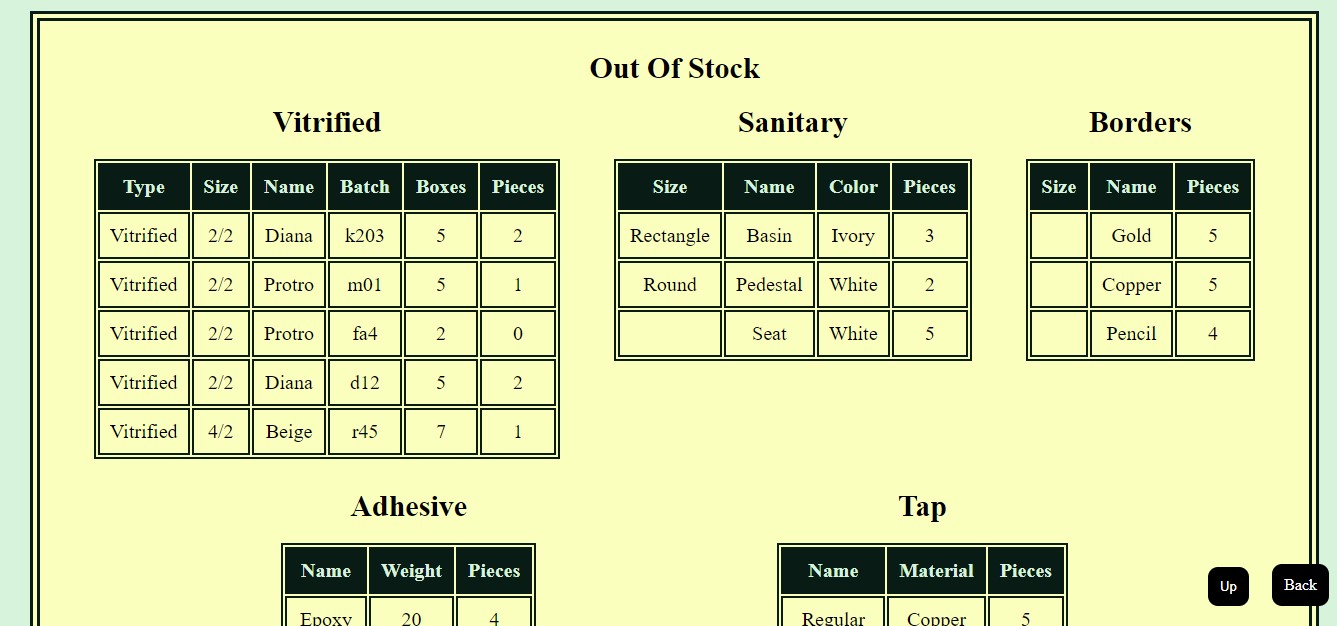 Out Of Stock
Vitrified
Type Size Name Batch Boxes Pieces
Vitrified 2/2 Diana k203 5 2
Vitrified 2/2 Protro m01 5 1
Vitrified 2/2 Protro fa4 2 0
Vitrified 2/2 Diana d12 5 2
Vitrified 4/2 Beige r45 7 1
Sanitary
Size Name Color Pieces
Rectangle Basin Ivory 3
Round Pedestal White 2
Seat White 5
Borders
Size Name Pieces
Gold 5
Copper 5
Pencil 4
Adhesive
Name Weight Pieces
Epoxy 20 4
Tap
Name Material Pieces
Regular Copper 5
Up
Back